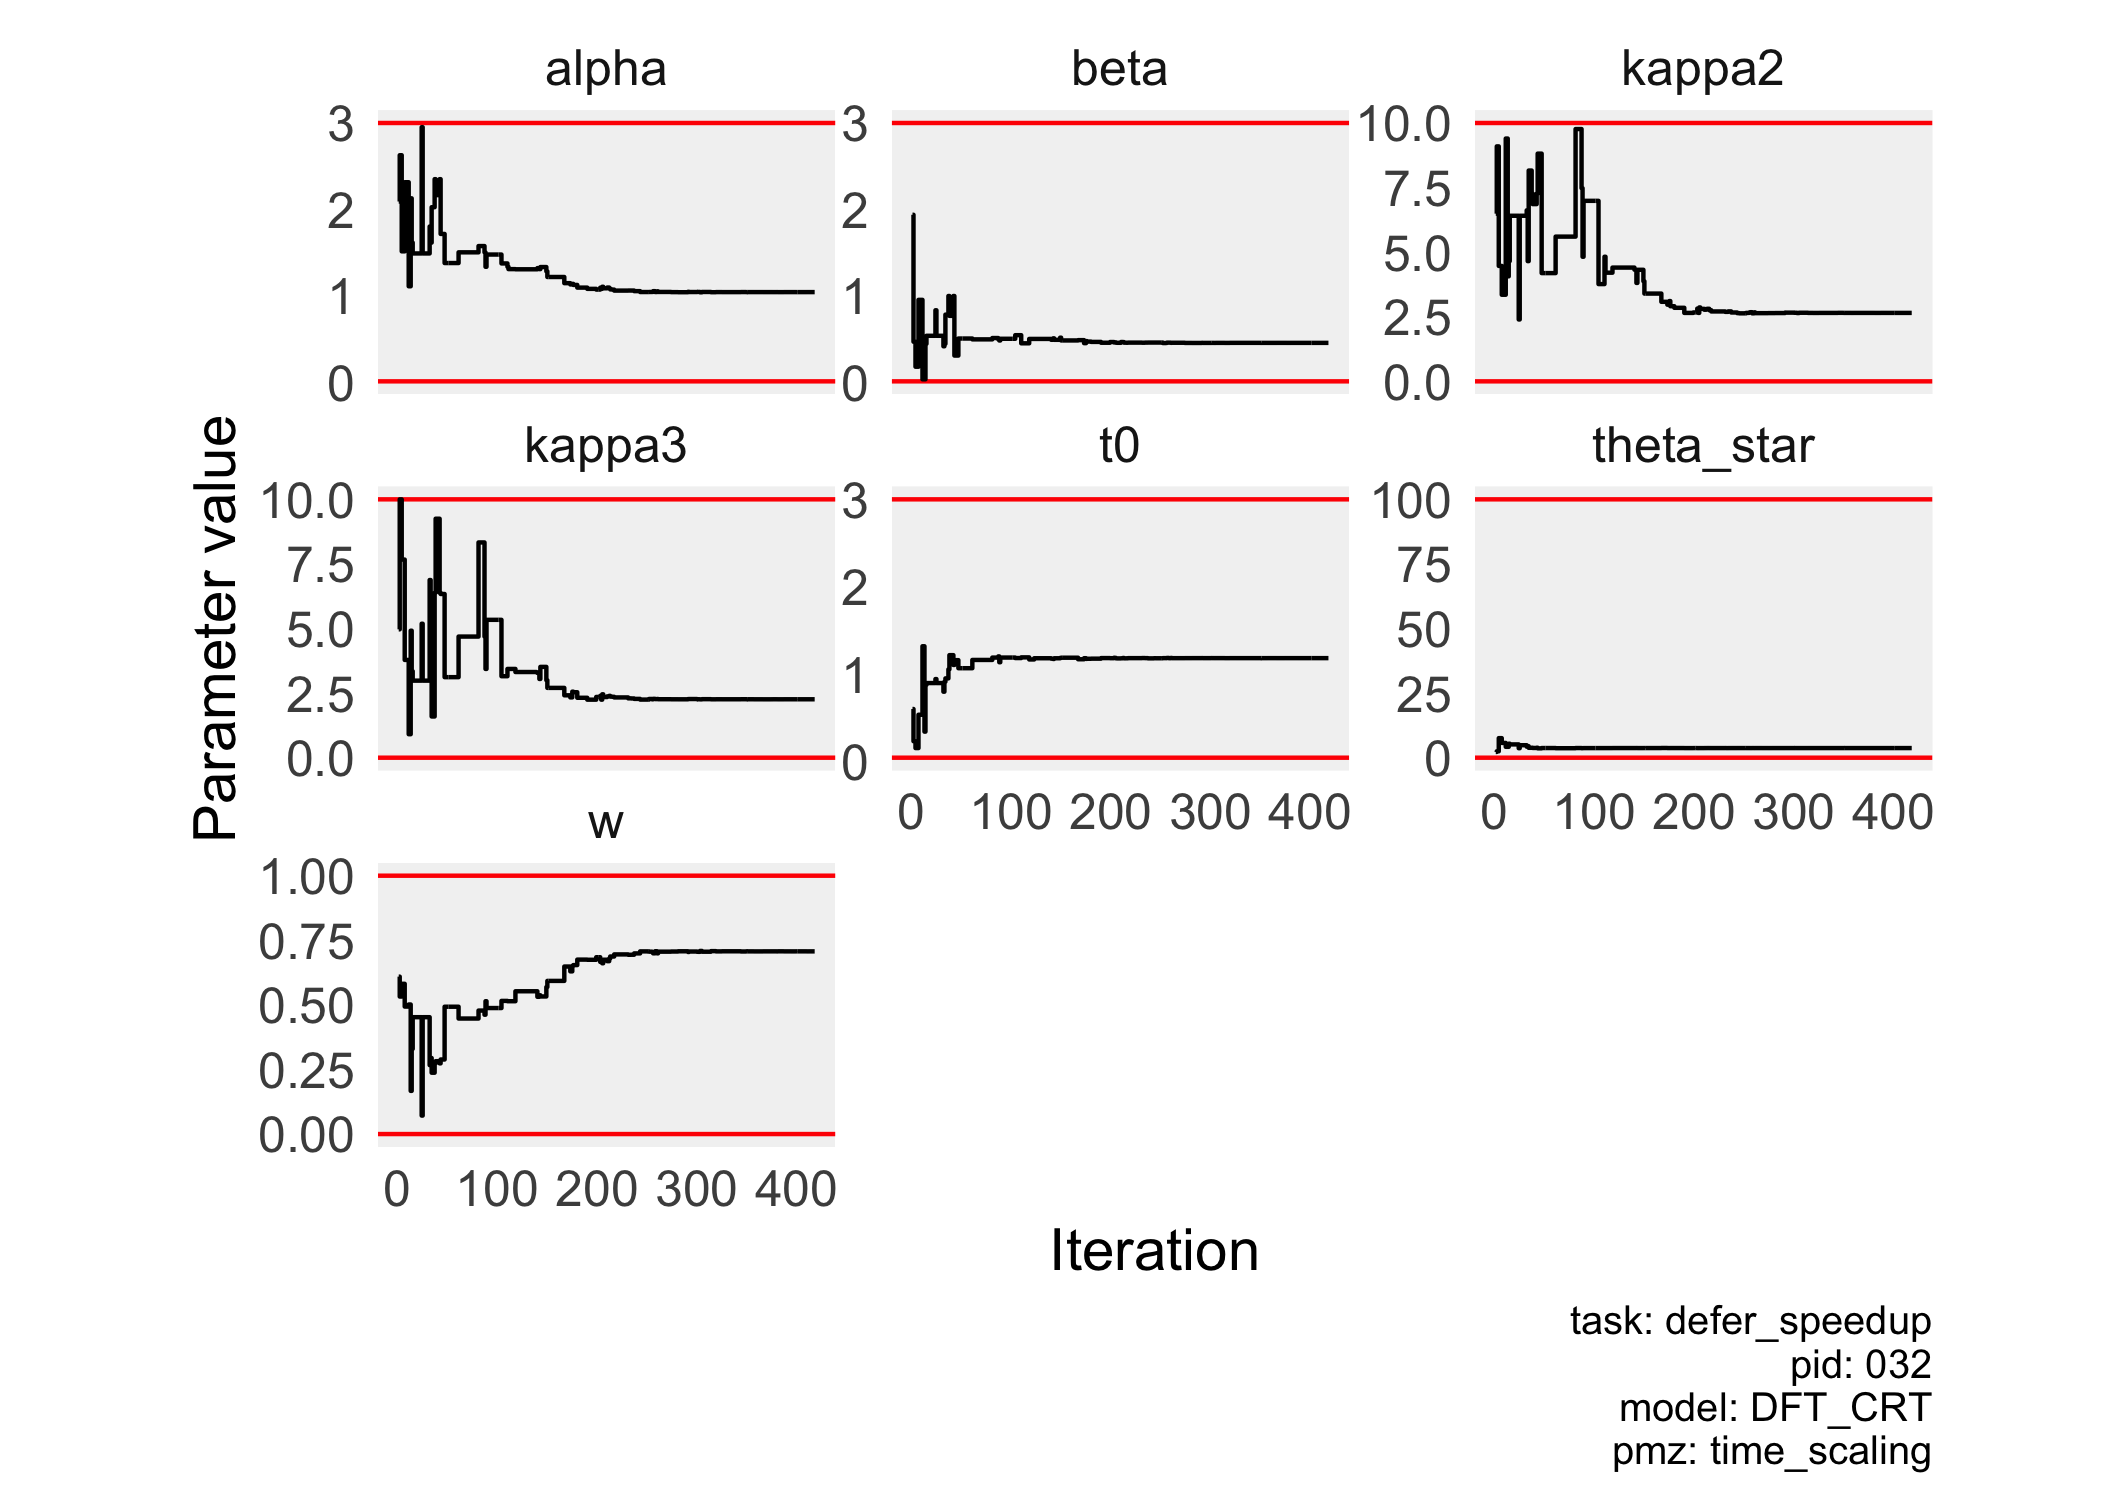 alpha
beta
kappa2
3
2
1
0
3
2
1
0
10.0
7.5
5.0
2.5
0.0
kappa3
t0
theta_star
10.0
7.5
5.0
2.5
0.0
3
2
1
0
100
75
50
25
0
0 100 200 300 400
0 100 200 300 400
w
1.00
0.75
0.50
0.25
0.00
0 100 200 300 400
Parameter value
Iteration
task: defer_speedup
pid: 032
model: DFT_CRT
pmz: time_scaling